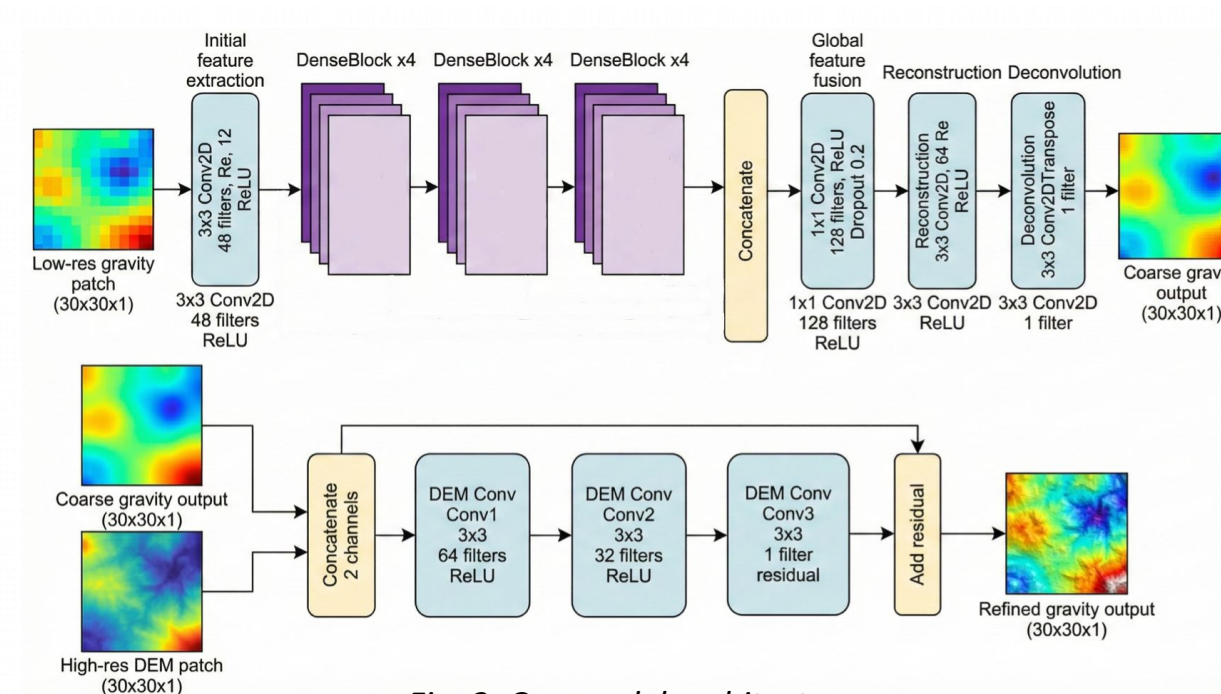 Initial
feature
extraction
DenseBlock x4
DenseBlock x4
DenseBlock x4
Global
feature
fusion
Reconstruction
Deconvolution
3x3 Conv2D
48 filters, Re, 12
ReLU
Concatenate
1x1 Conv2D
128 filters, ReLU
Dropout 0.2
Reconstruction
3x3 Conv2D, 64 Re
ReLU
Deconvolution
3x3 Conv2DTranspose
1 filter
Low-res gravity
patch
(30x30x1)
3x3 Conv2D
48 filters
ReLU
1x1 Conv2D
128 filters
ReLU
3x3 Conv2D
ReLU
3x3 Conv2D
1 filter
Coarse grav
output
(30x30x1)
Coarse gravity output
(30x30x1)
High-res DEM patch
(30x30x1)
Concatenate
2 channels
DEM Conv
Conv1
3x3
64 filters
ReLU
DEM Conv
Conv2
3x3
32 filters
ReLU
DEM Conv
Conv3
3x3
1 filter
residual
Add residual
Refined gravity output
(30x30x1)